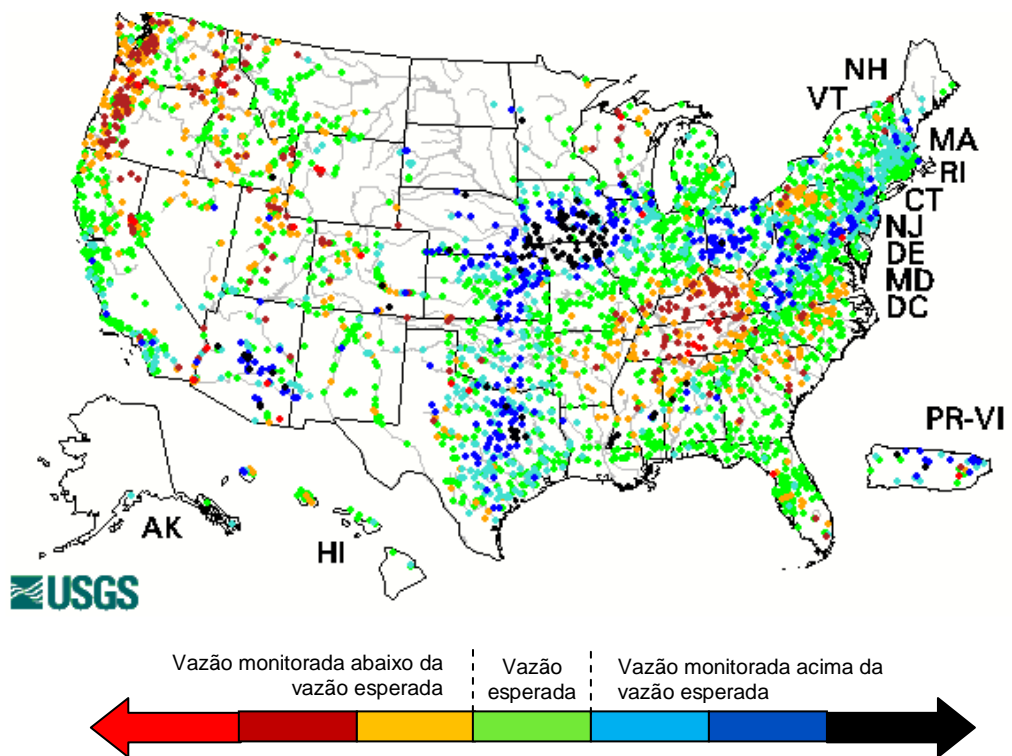 NH
VT
MA
RI
CT
NJ
DE
MD
DC
PR-VI
AK
HI
USGS
Vazão monitorada abaixo da
vazão esperada
Vazão
esperada
Vazão monitorada acima da
vazão esperada